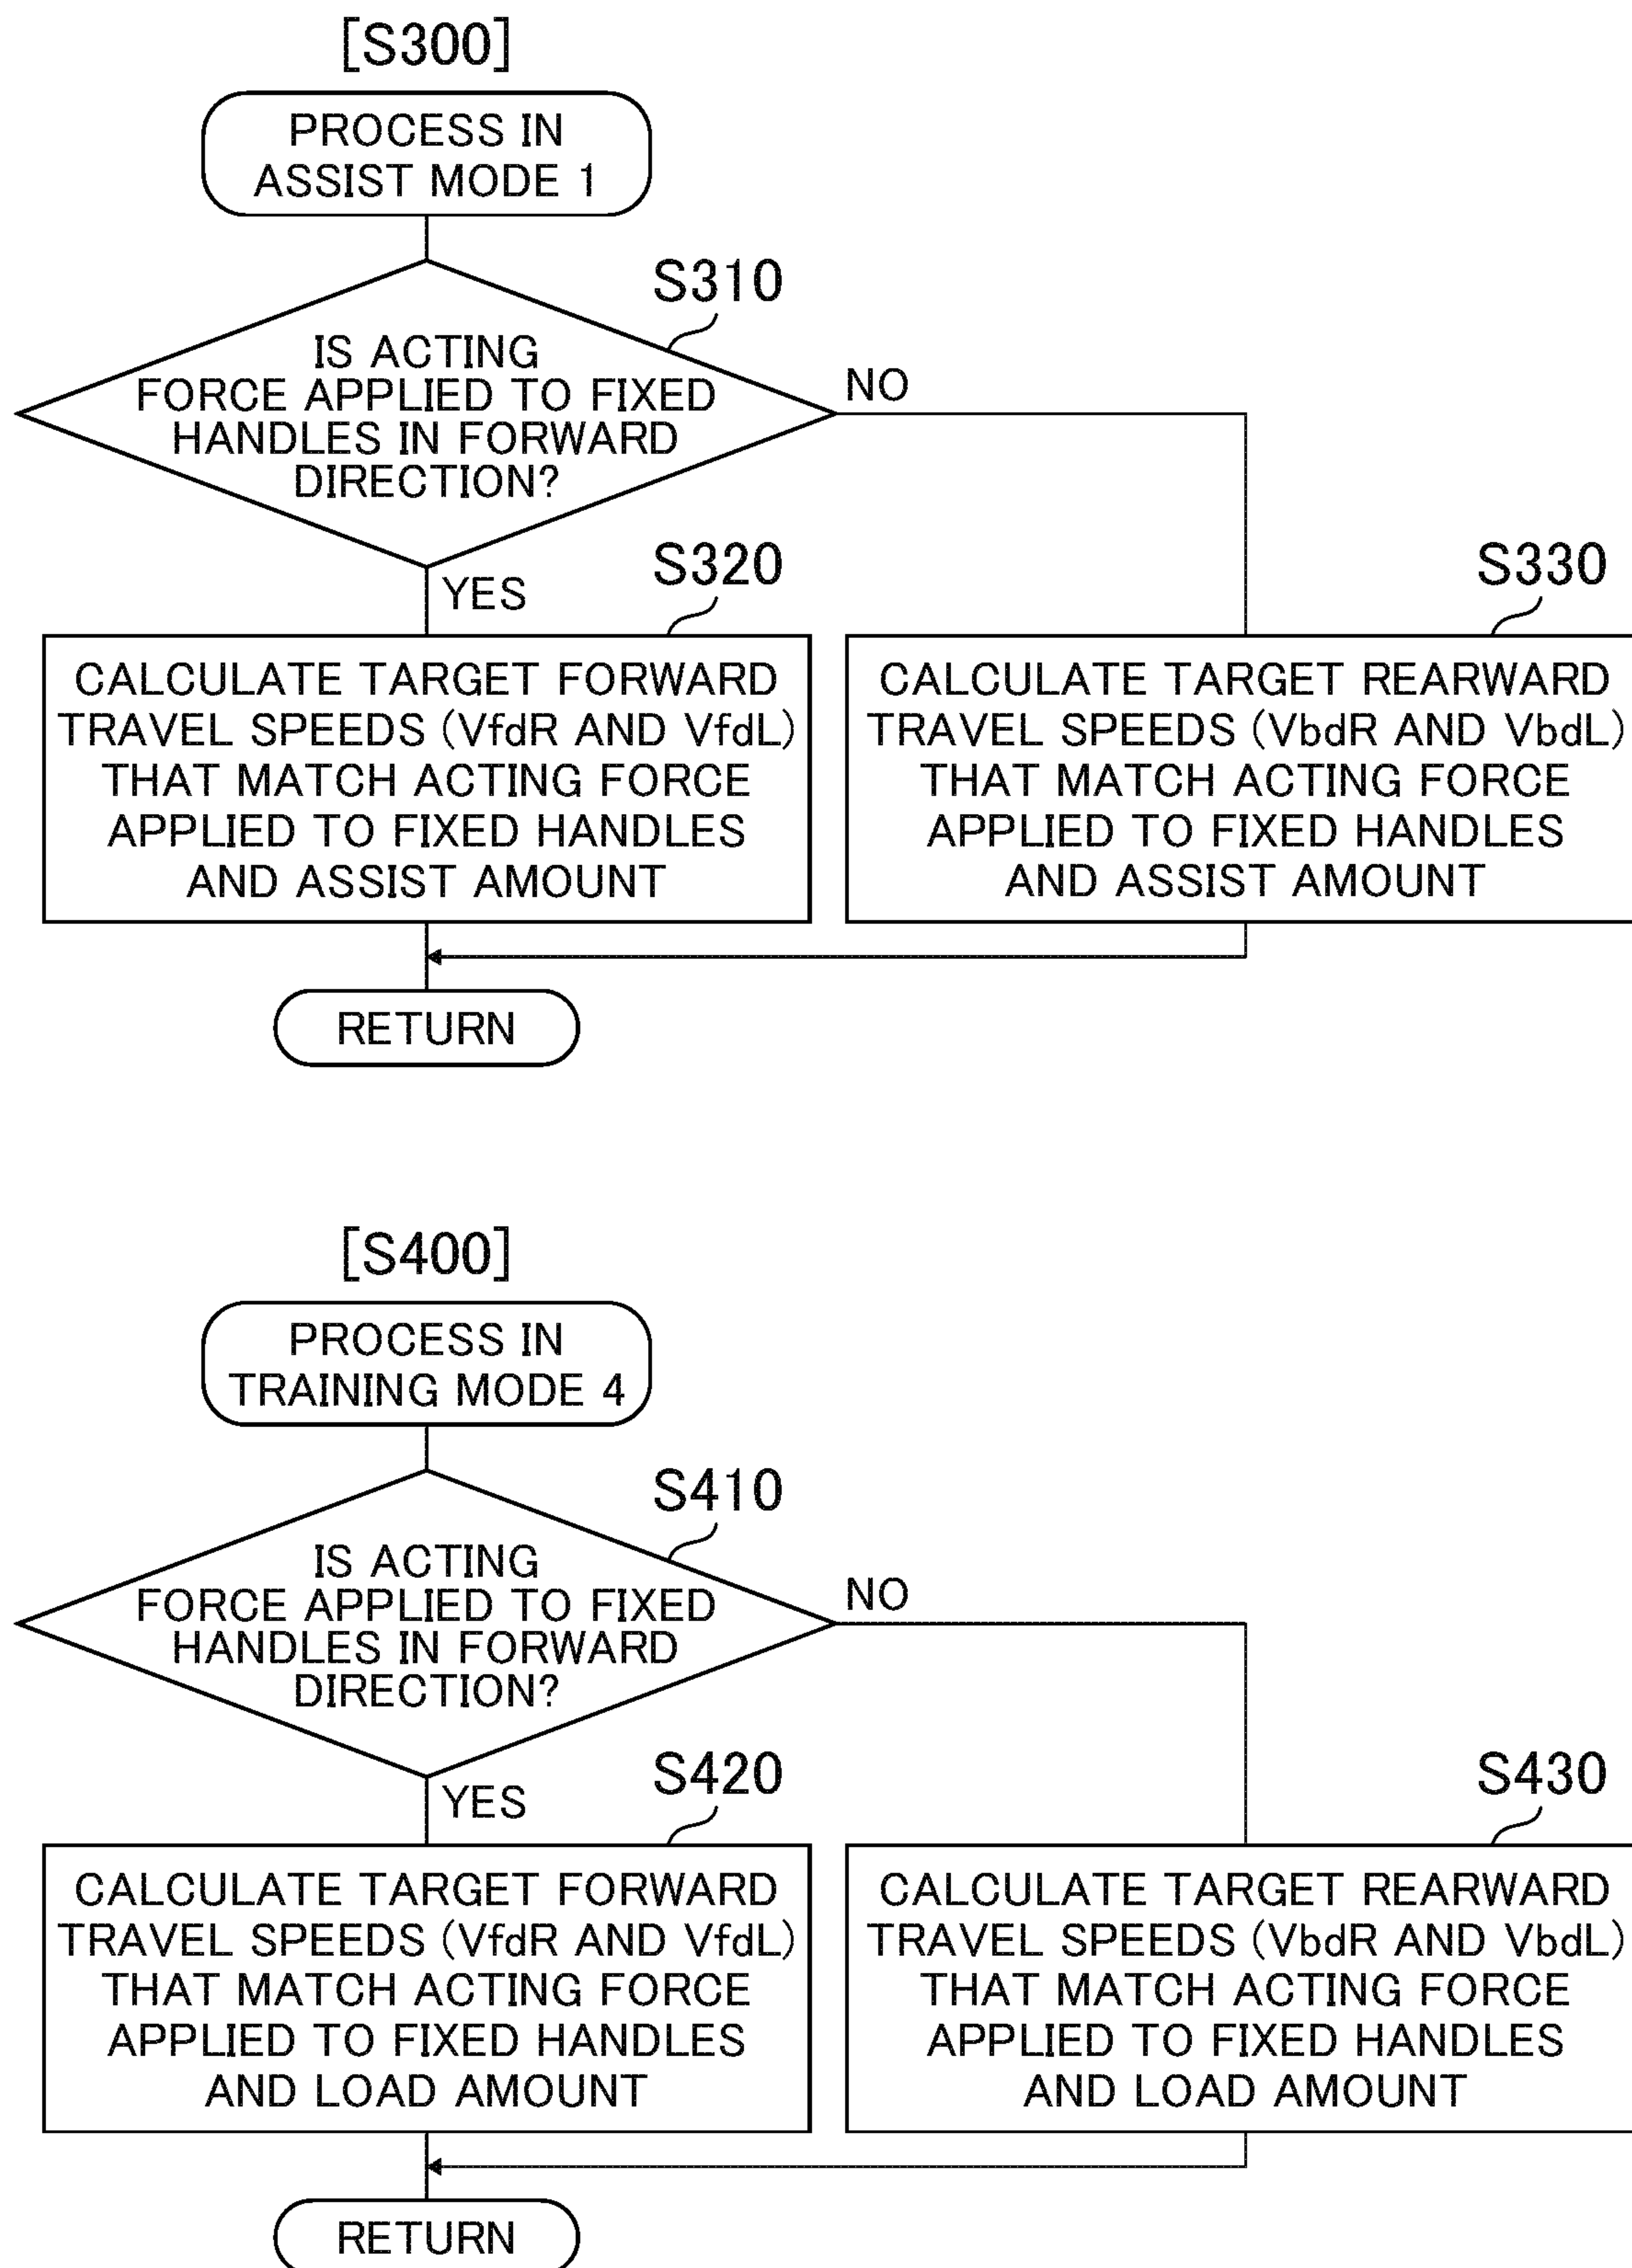 [S300]
PROCESS IN
ASSIST MODE 1
S310
IS ACTING
FORCE APPLIED TO FIXED
HANDLES IN FORWARD
DIRECTION?
NO
YES
S320
CALCULATE TARGET FORWARD
TRAVEL SPEEDS (VfdR AND VfdL)
THAT MATCH ACTING FORCE
APPLIED TO FIXED HANDLES
AND ASSIST AMOUNT
S330
CALCULATE TARGET REARWARD
TRAVEL SPEEDS (VbdR AND VbdL)
THAT MATCH ACTING FORCE
APPLIED TO FIXED HANDLES
AND ASSIST AMOUNT
RETURN
[S400]
PROCESS IN
TRAINING MODE 4
S410
IS ACTING
FORCE APPLIED TO FIXED
HANDLES IN FORWARD
DIRECTION?
NO
YES
S420
CALCULATE TARGET FORWARD
TRAVEL SPEEDS (VfdR AND VfdL)
THAT MATCH ACTING FORCE
APPLIED TO FIXED HANDLES
AND LOAD AMOUNT
S430
CALCULATE TARGET REARWARD
TRAVEL SPEEDS (VbdR AND VbdL)
THAT MATCH ACTING FORCE
APPLIED TO FIXED HANDLES
AND LOAD AMOUNT
RETURN